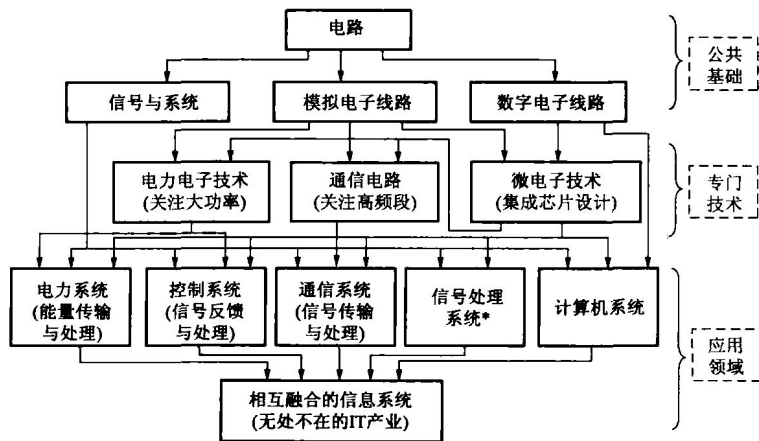 电路
公共
基础
信号与系统
模拟电子线路
数字电子线路
电力电子技术
(关注大功率)
通信电路
(关注高频段)
微电子技术
(集成芯片设计)
专门
技术
电力系统
(能量传输
与处理)
控制系统
(信号反馈
与处理)
通信系统
(信号传输
与处理)
信号处理
系统*
计算机系统
应用
领域
相互融合的信息系统
(无处不在的IT产业)